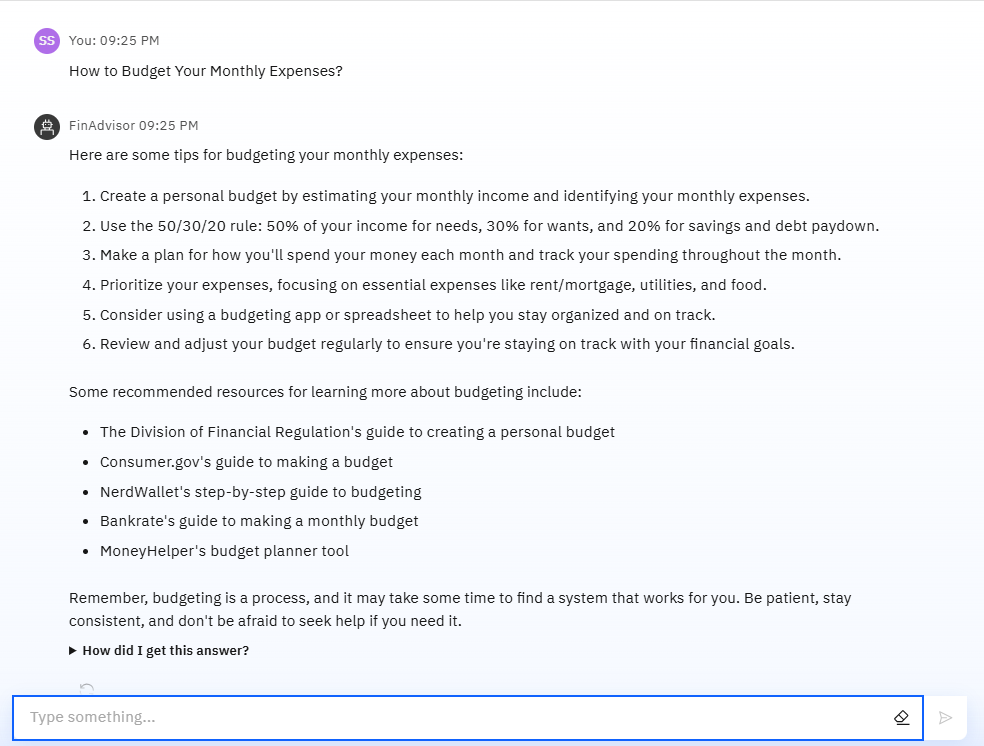 SS You: 09:25 PM
How to Budget Your Monthly Expenses?
FinAdvisor 09:25 PM
Here are some tips for budgeting your monthly expenses:
1. Create a personal budget by estimating your monthly income and identifying your monthly expenses.
2. Use the 50/30/20 rule: 50% of your income for needs, 30% for wants, and 20% for savings and debt paydown.
3. Make a plan for how you'll spend your money each month and track your spending throughout the month.
4. Prioritize your expenses, focusing on essential expenses like rent/mortgage, utilities, and food.
5. Consider using a budgeting app or spreadsheet to help you stay organized and on track.
6. Review and adjust your budget regularly to ensure you're staying on track with your financial goals.
Some recommended resources for learning more about budgeting include:
• The Division of Financial Regulation's guide to creating a personal budget
• Consumer.gov's guide to making a budget
• NerdWallet's step-by-step guide to budgeting
• Bankrate's guide to making a monthly budget
• MoneyHelper's budget planner tool
Remember, budgeting is a process, and it may take some time to find a system that works for you. Be patient, stay
consistent, and don't be afraid to seek help if you need it.
How did I get this answer?
Type something...